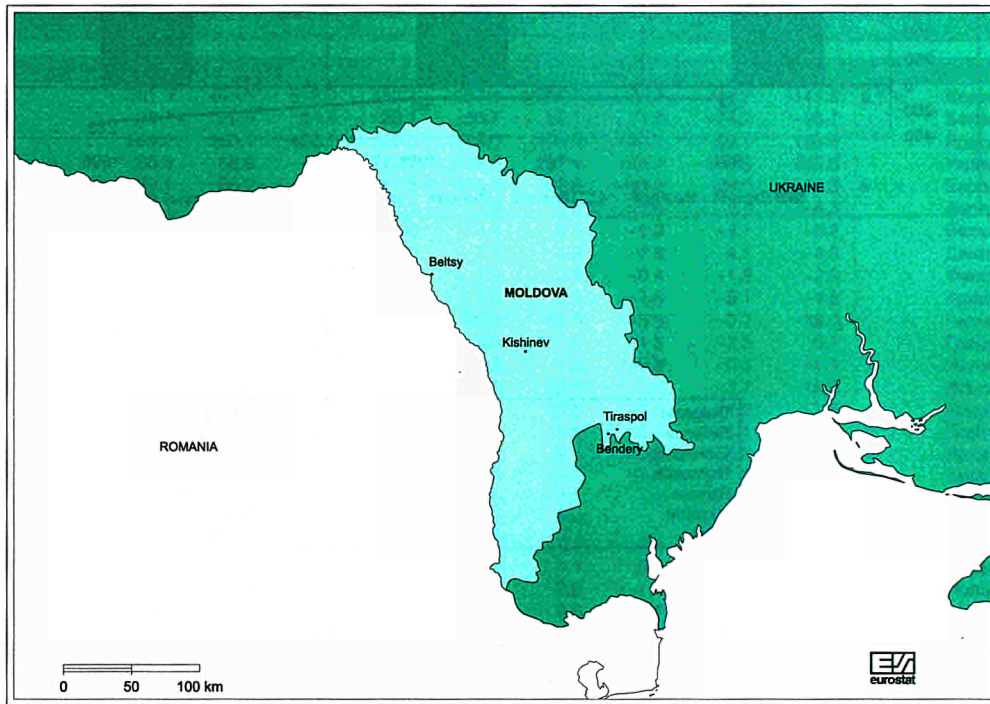 UKRAINE
Beltsy
MOLDOVA
Kishinev
Tiraspol
ROMANIA
Bendery
0 50 100 km
eurostat